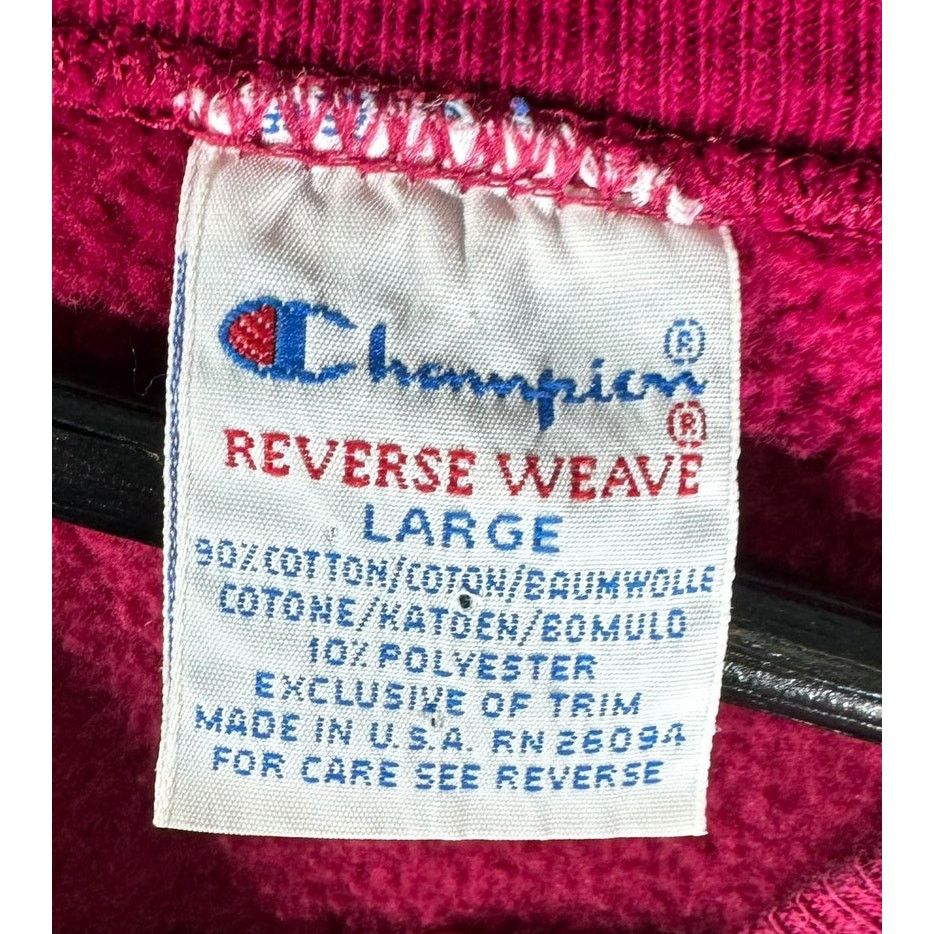 Champion®
REVERSE WEAVE®
LARGE
90% COTTON/COTON/BAUMWOLLE
COTONE/KATOEN/BOMULD
10% POLYESTER
EXCLUSIVE OF TRIM
MADE IN U.S.A. RN 26094
FOR CARE SEE REVERSE